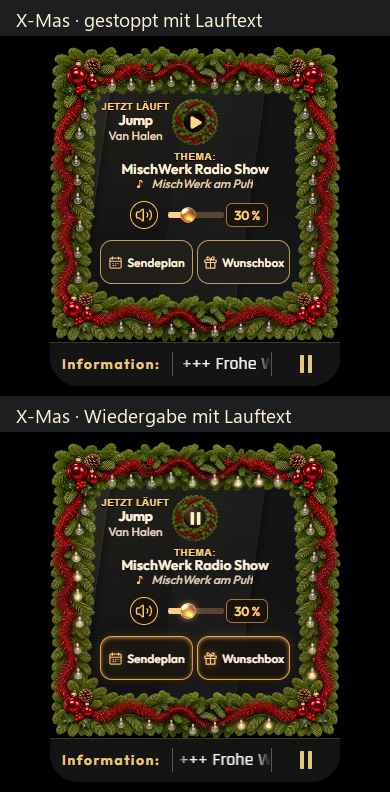 X-Mas · gestoppt mit Lauftext
JETZT LÄUFT
Jump
Van Halen
THEMA:
MischWerk Radio Show
MischWerk am Pult
30 %
Sendeplan
Wunschbox
Information:
+++ Frohe
X-Mas · Wiedergabe mit Lauftext
JETZT LÄUFT
Jump
Van Halen
THEMA:
MischWerk Radio Show
MischWerk am Pult
30 %
Sendeplan
Wunschbox
Information:
+++ Frohe